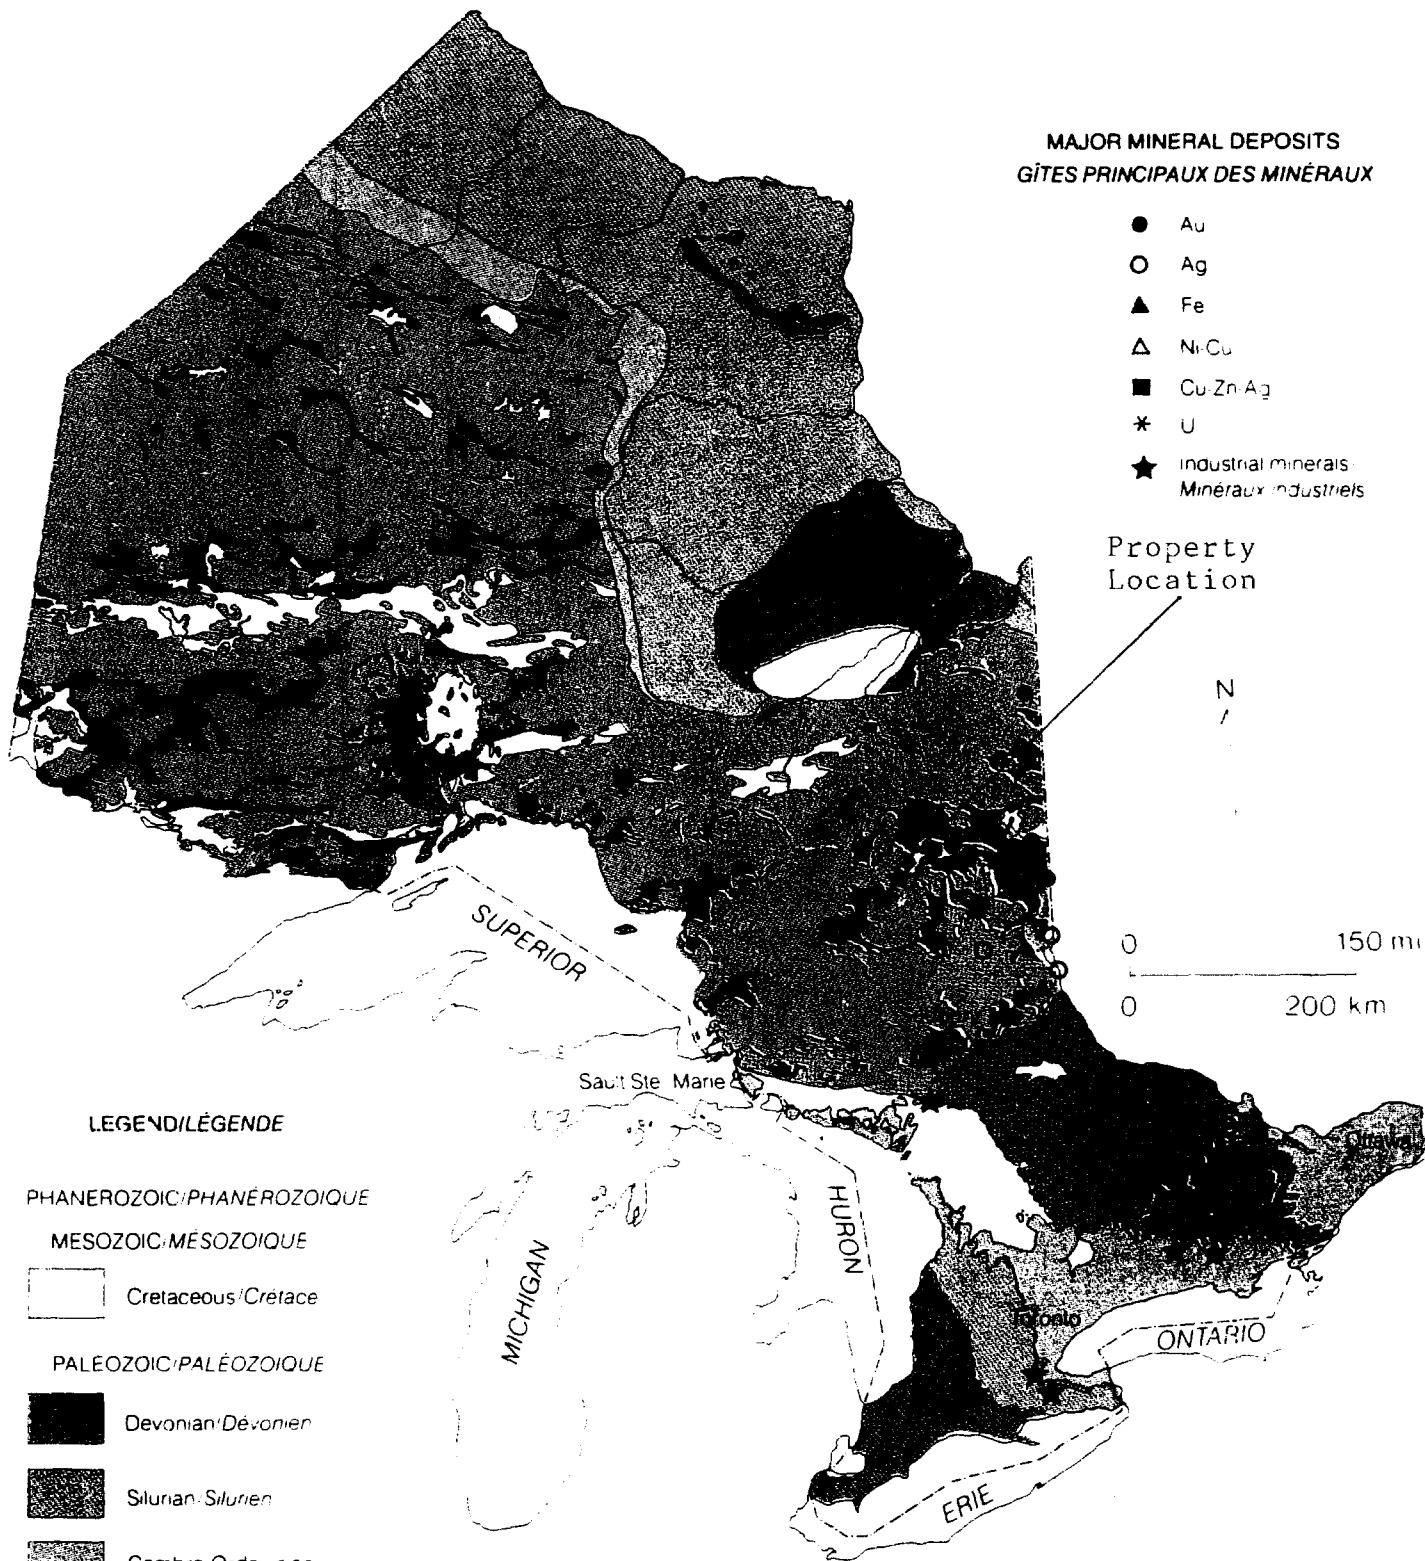 MAJOR MINERAL DEPOSITS
GÎTES PRINCIPAUX DES MINÉRAUX
Au
Ag
Fe
Ni-Cu
Cu-Zn-Ag
U
Industrial minerals
Minéraux industriels
Property
Location
N
0 150 mi
0 200 km
SUPERIOR
Sault Ste. Marie
MICHIGAN
HURON
Ottawa
Toronto
ONTARIO
ERIE
LEGEND/LÉGENDE
PHANEROZOIC/PHANÉROZOIQUE
MESOZOIC/MÉSOZOIQUE
Cretaceous/Crétace
PALEOZOIC/PALÉOZOIQUE
Devonian/Dévonien
Silurian/Silurien